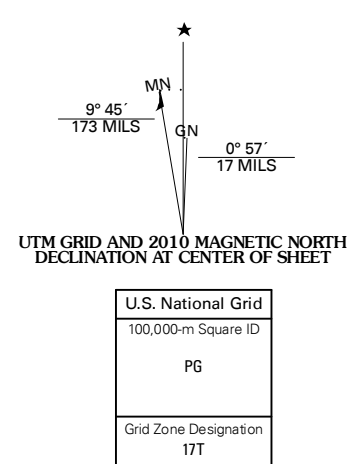 MN
GN
9° 45´
173 MILS
0° 57´
17 MILS
UTM GRID AND 2010 MAGNETIC NORTH
DECLINATION AT CENTER OF SHEET
U.S. National Grid
100,000-m Square ID
PG
Grid Zone Designation
17T